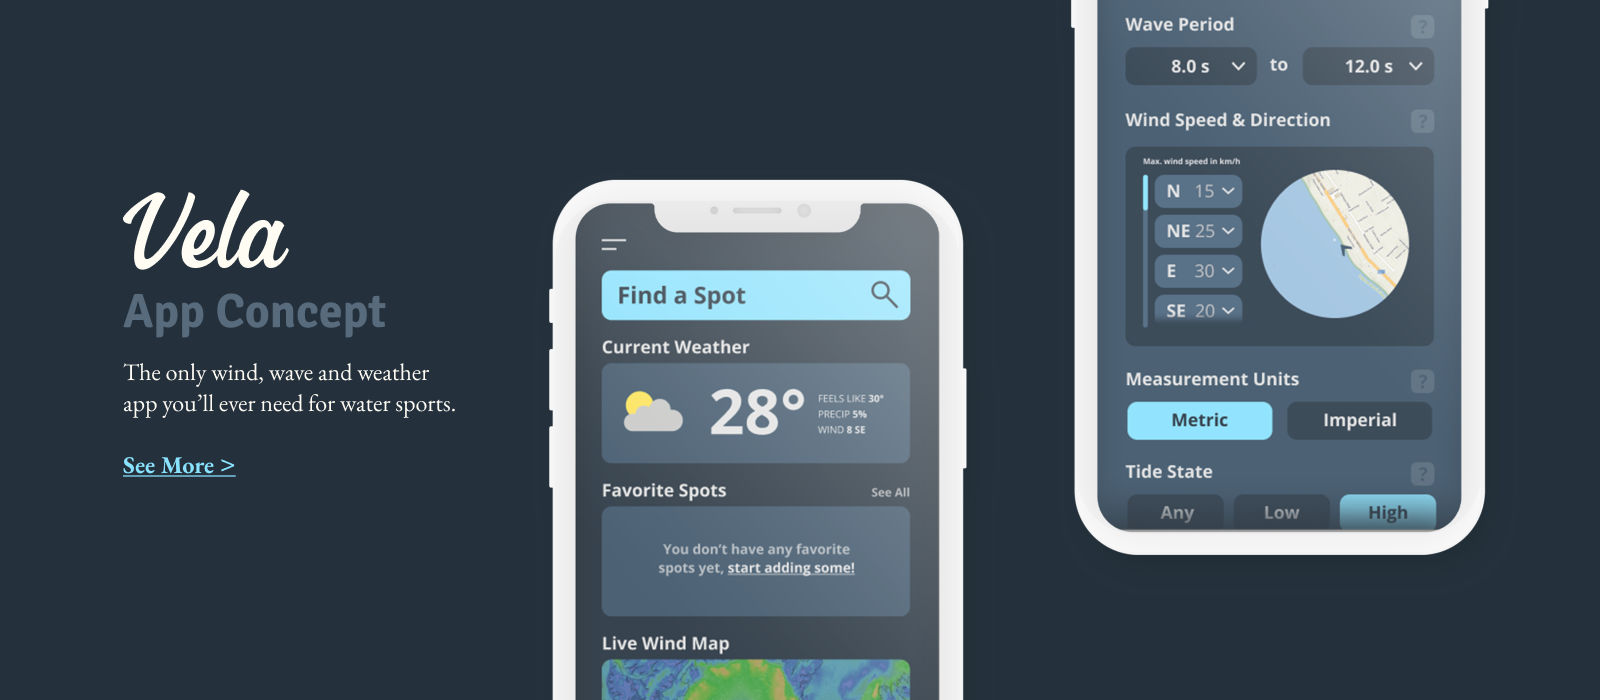 Vela
App Concept
The only wind, wave and weather
app you’ll ever need for water sports.
See More >
Find a Spot
Current Weather
28°
FEELS LIKE 30°
PRECIP 5%
WIND 8 SE
Favorite Spots
See All
You don’t have any favorite
spots yet, start adding some!
Live Wind Map
Wave Period ?
8.0 s to 12.0 s
Wind Speed & Direction ?
Max. wind speed in km/h
N 15
NE 25
E 30
SE 20
Measurement Units ?
Metric Imperial
Tide State ?
Any Low High